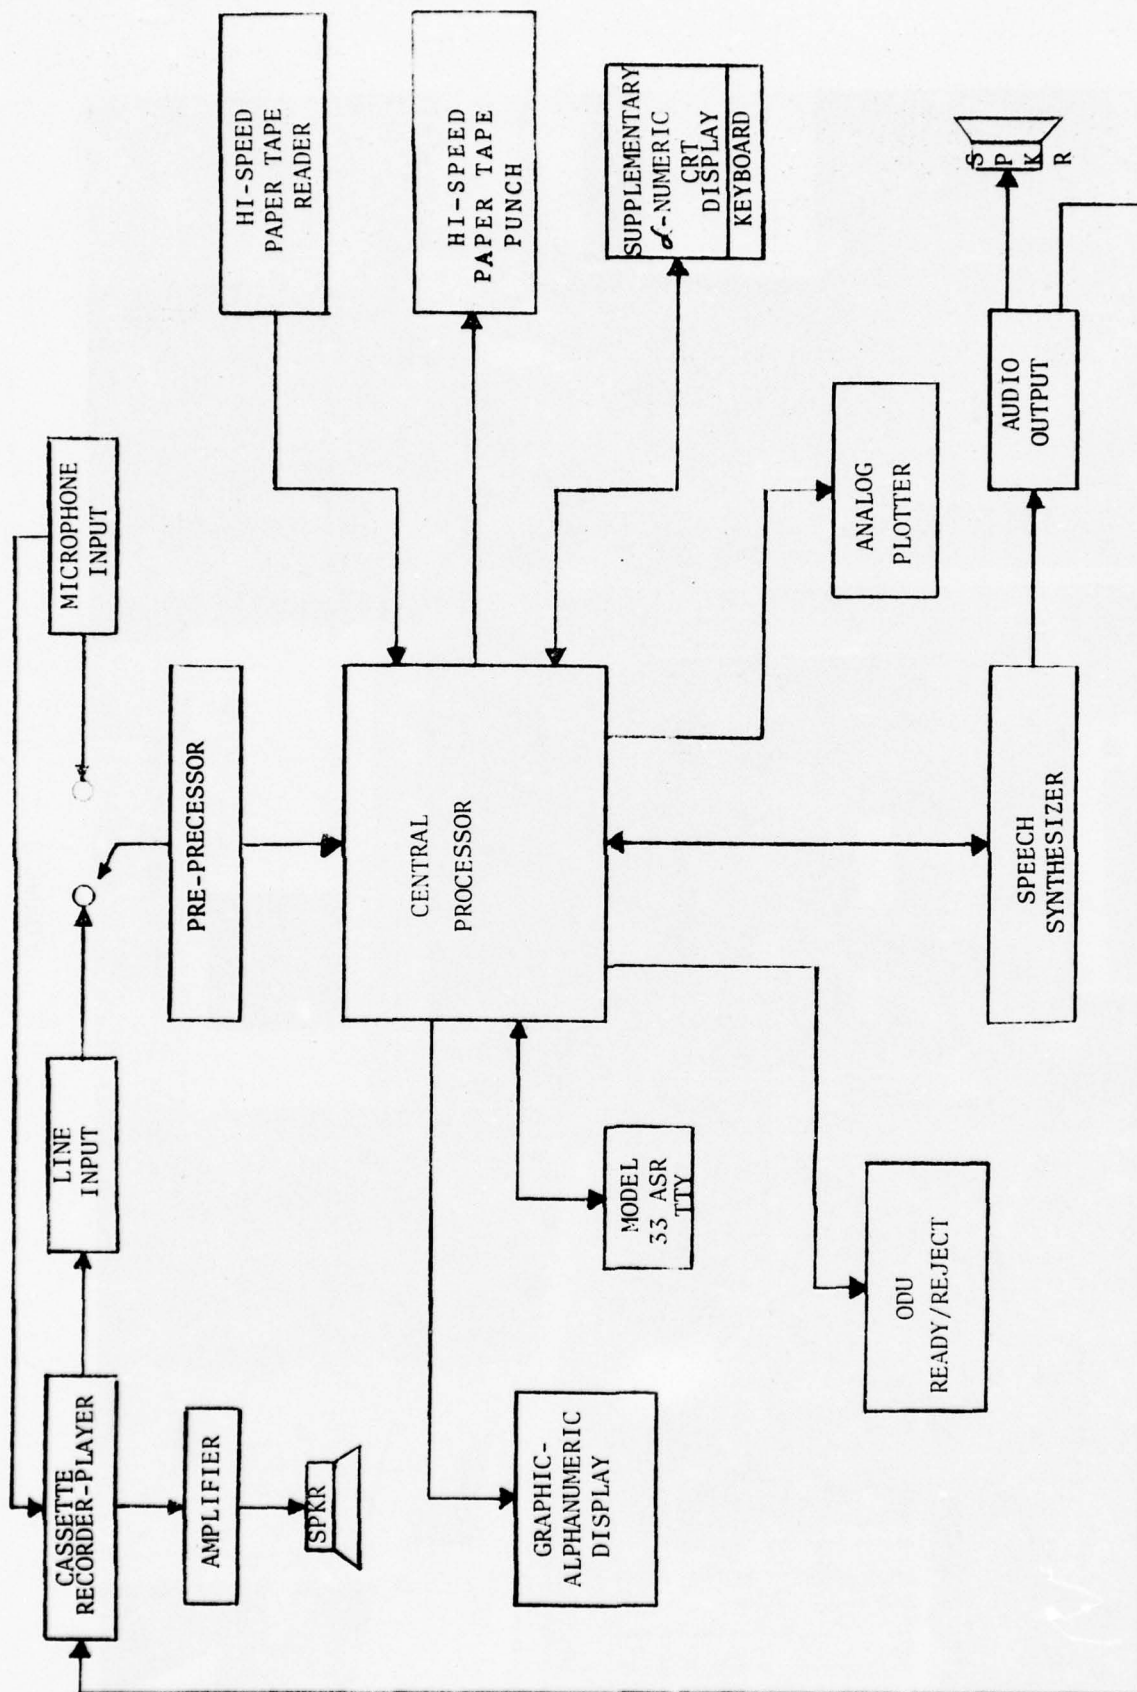 CASSETTE
RECORDER-PLAYER
LINE
INPUT
MICROPHONE
INPUT
AMPLIFIER
SPKR
PRE-PRECESSOR
HI-SPEED
PAPER TAPE
READER
CENTRAL
PROCESSOR
HI-SPEED
PAPER TAPE
PUNCH
GRAPHIC-
ALPHANUMERIC
DISPLAY
MODEL
33 ASR
TTY
SUPPLEMENTARY
α-NUMERIC
CRT
DISPLAY
KEYBOARD
ODU
READY/REJECT
ANALOG
PLOTTER
SPEECH
SYNTHESIZER
AUDIO
OUTPUT
S
P
K
R